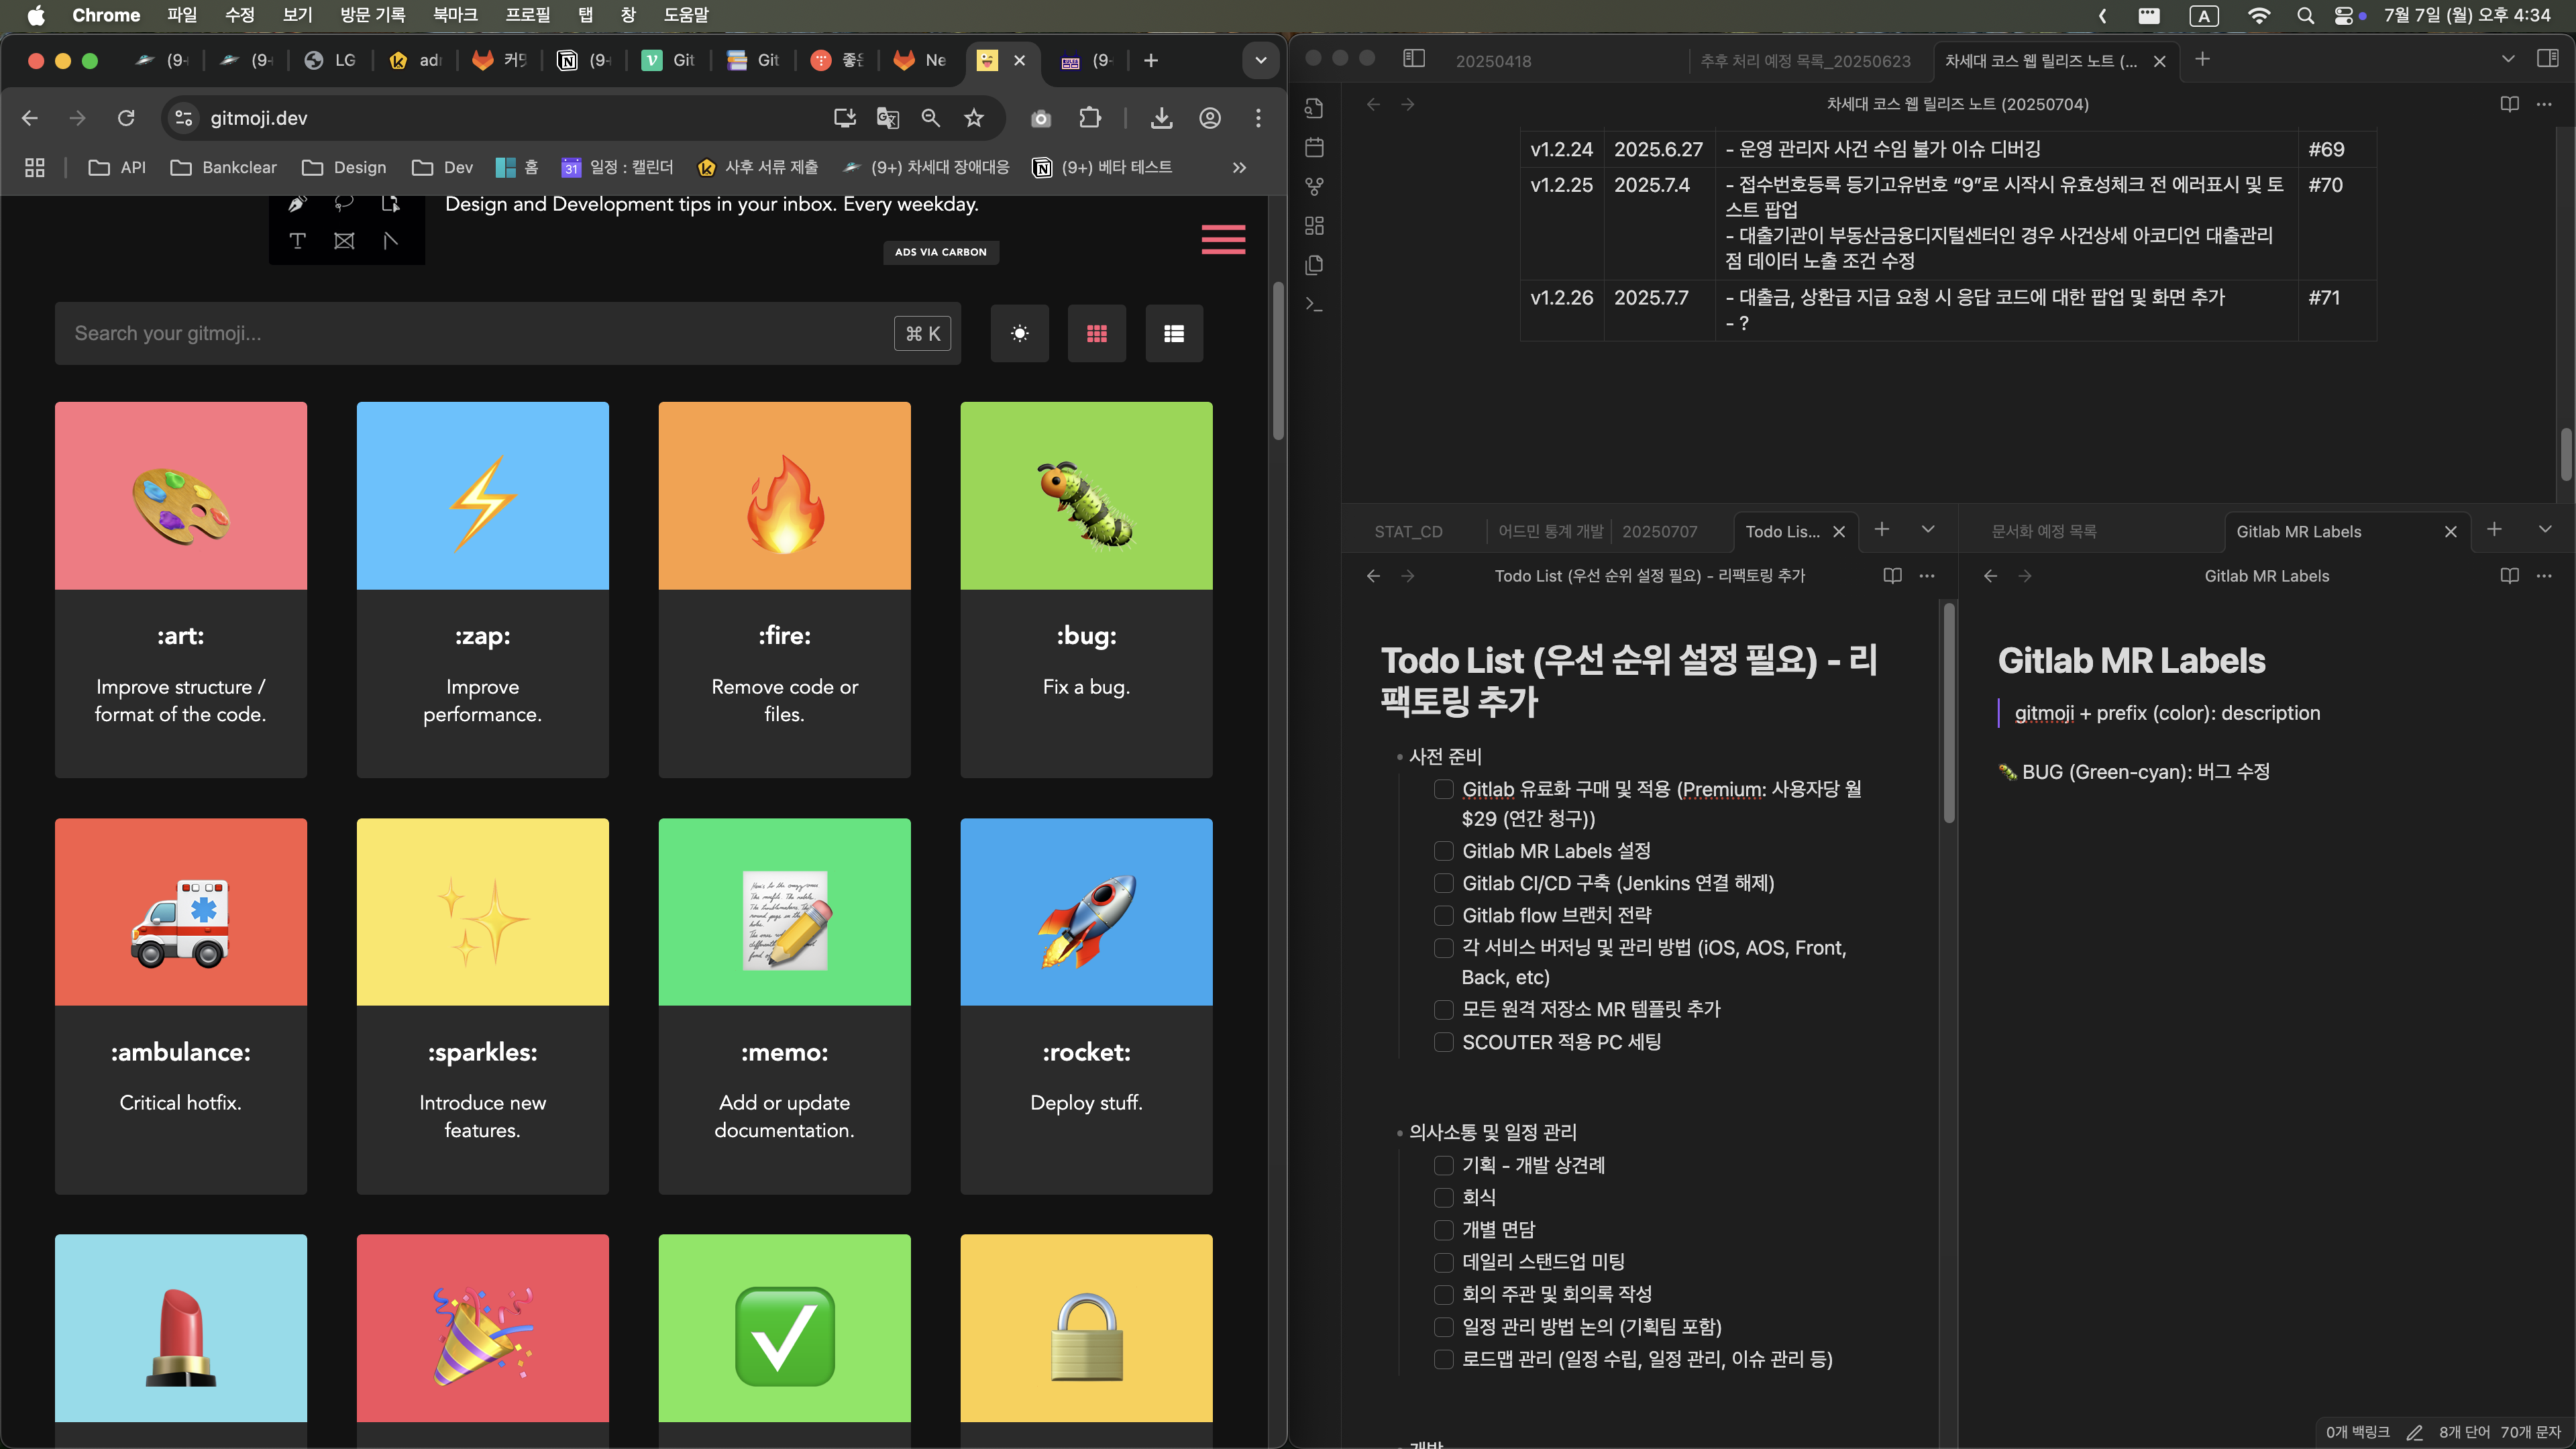 Chrome 파일 수정 보기 방문 기록 북마크 프로필 탭 창 도움말
A 7월 7일 (월) 오후 4:34
(9+ (9+ LG adr 커밋 (9+ Git Git 좋은 Ne (9+
gitmoji.dev
API Bankclear Design Dev 홈 31 일정 : 캘린더 사후 서류 제출 (9+) 차세대 장애대응 (9+) 베타 테스트
Design and Development tips in your inbox. Every weekday.
ADS VIA CARBON
Search your gitmoji...
⌘ K
:art:
Improve structure /
format of the code.
:zap:
Improve
performance.
:fire:
Remove code or
files.
:bug:
Fix a bug.
:ambulance:
Critical hotfix.
:sparkles:
Introduce new
features.
:memo:
Add or update
documentation.
:rocket:
Deploy stuff.
20250418 추후 처리 예정 목록_20250623 차세대 코스 웹 릴리즈 노트 (...
차세대 코스 웹 릴리즈 노트 (20250704)
v1.2.24 2025.6.27 - 운영 관리자 사건 수임 불가 이슈 디버깅 #69
v1.2.25 2025.7.4 - 접수번호등록 등기고유번호 “9”로 시작시 유효성체크 전 에러표시 및 토 #70
스트 팝업
- 대출기관이 부동산금융디지털센터인 경우 사건상세 아코디언 대출관리
점 데이터 노출 조건 수정
v1.2.26 2025.7.7 - 대출금, 상환급 지급 요청 시 응답 코드에 대한 팝업 및 화면 추가 #71
- ?
STAT_CD 어드민 통계 개발 20250707 Todo Lis...
Todo List (우선 순위 설정 필요) - 리팩토링 추가
Todo List (우선 순위 설정 필요) - 리
팩토링 추가
사전 준비
Gitlab 유료화 구매 및 적용 (Premium: 사용자당 월
$29 (연간 청구))
Gitlab MR Labels 설정
Gitlab CI/CD 구축 (Jenkins 연결 해제)
Gitlab flow 브랜치 전략
각 서비스 버저닝 및 관리 방법 (iOS, AOS, Front,
Back, etc)
모든 원격 저장소 MR 템플릿 추가
SCOUTER 적용 PC 세팅
의사소통 및 일정 관리
기획 - 개발 상견례
회식
개별 면담
데일리 스탠드업 미팅
회의 주관 및 회의록 작성
일정 관리 방법 논의 (기획팀 포함)
로드맵 관리 (일정 수립, 일정 관리, 이슈 관리 등)
개발
문서화 예정 목록 Gitlab MR Labels
Gitlab MR Labels
Gitlab MR Labels
gitmoji + prefix (color): description
🐛 BUG (Green-cyan): 버그 수정
0개 백링크 8개 단어 70개 문자